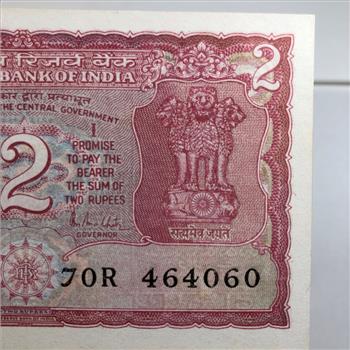 रिज़र्व बैंक
BANK OF INDIA
2
कार द्वारा प्रत्याभूत
THE CENTRAL GOVERNMENT
I
PROMISE
TO PAY THE
BEARER
THE SUM OF
TWO RUPEES
2
GOVERNOR
सत्यमेव जयते
70R 464060